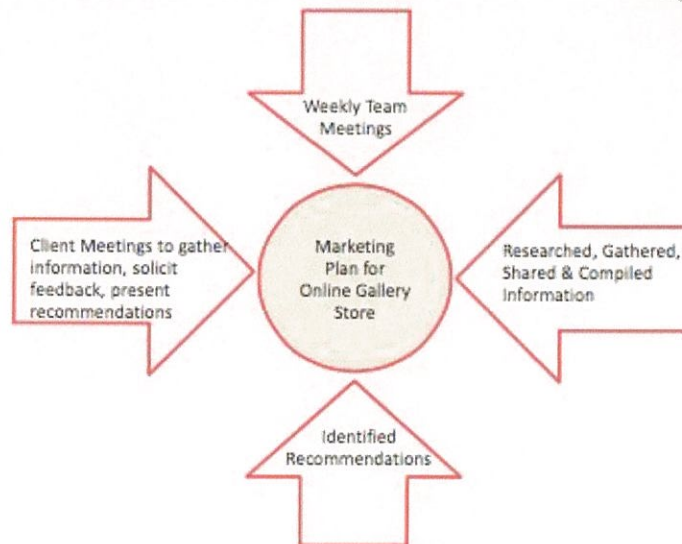 Weekly Team
Meetings
Client Meetings to gather
information, solicit
feedback, present
recommendations
Marketing
Plan for
Online Gallery
Store
Researched, Gathered,
Shared & Compiled
Information
Identified
Recommendations